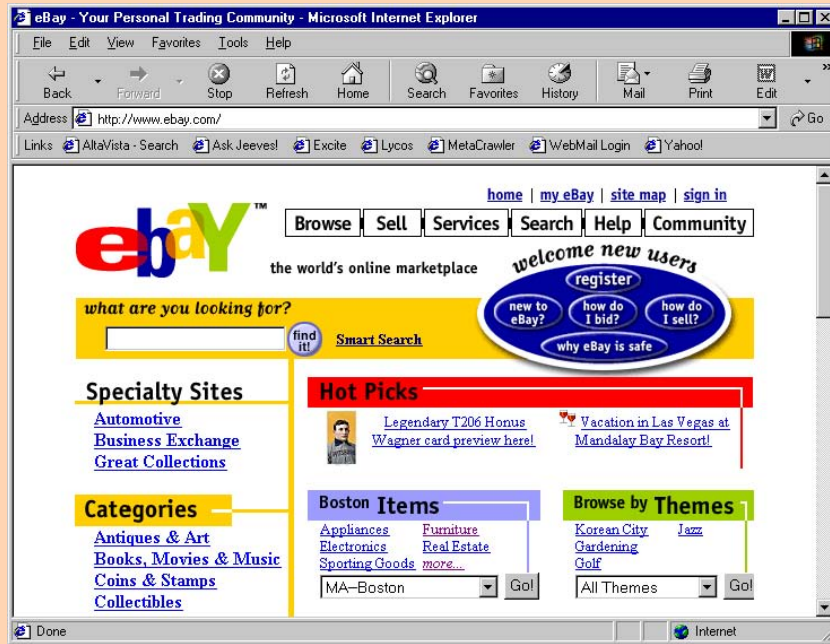 eBay - Your Personal Trading Community - Microsoft Internet Explorer
File Edit View Favorites Tools Help
Back Forward Stop Refresh Home Search Favorites History Mail Print Edit »
Address http://www.ebay.com/ Go
Links AltaVista - Search Ask Jeeves! Excite Lycos MetaCrawler WebMail Login Yahoo!
home | my eBay | site map | sign in
ebaY™
Browse Sell Services Search Help Community
the world's online marketplace
welcome new users
register
new to eBay? how do I bid? how do I sell?
why eBay is safe
what are you looking for?
find it! Smart Search
Specialty Sites
Automotive
Business Exchange
Great Collections
Hot Picks
Legendary T206 Honus
Wagner card preview here!
Vacation in Las Vegas at
Mandalay Bay Resort!
Categories
Antiques & Art
Books, Movies & Music
Coins & Stamps
Collectibles
Boston Items
Appliances Furniture
Electronics Real Estate
Sporting Goods more...
MA–Boston Go!
Browse by Themes
Korean City Jazz
Gardening
Golf
All Themes Go!
Done Internet